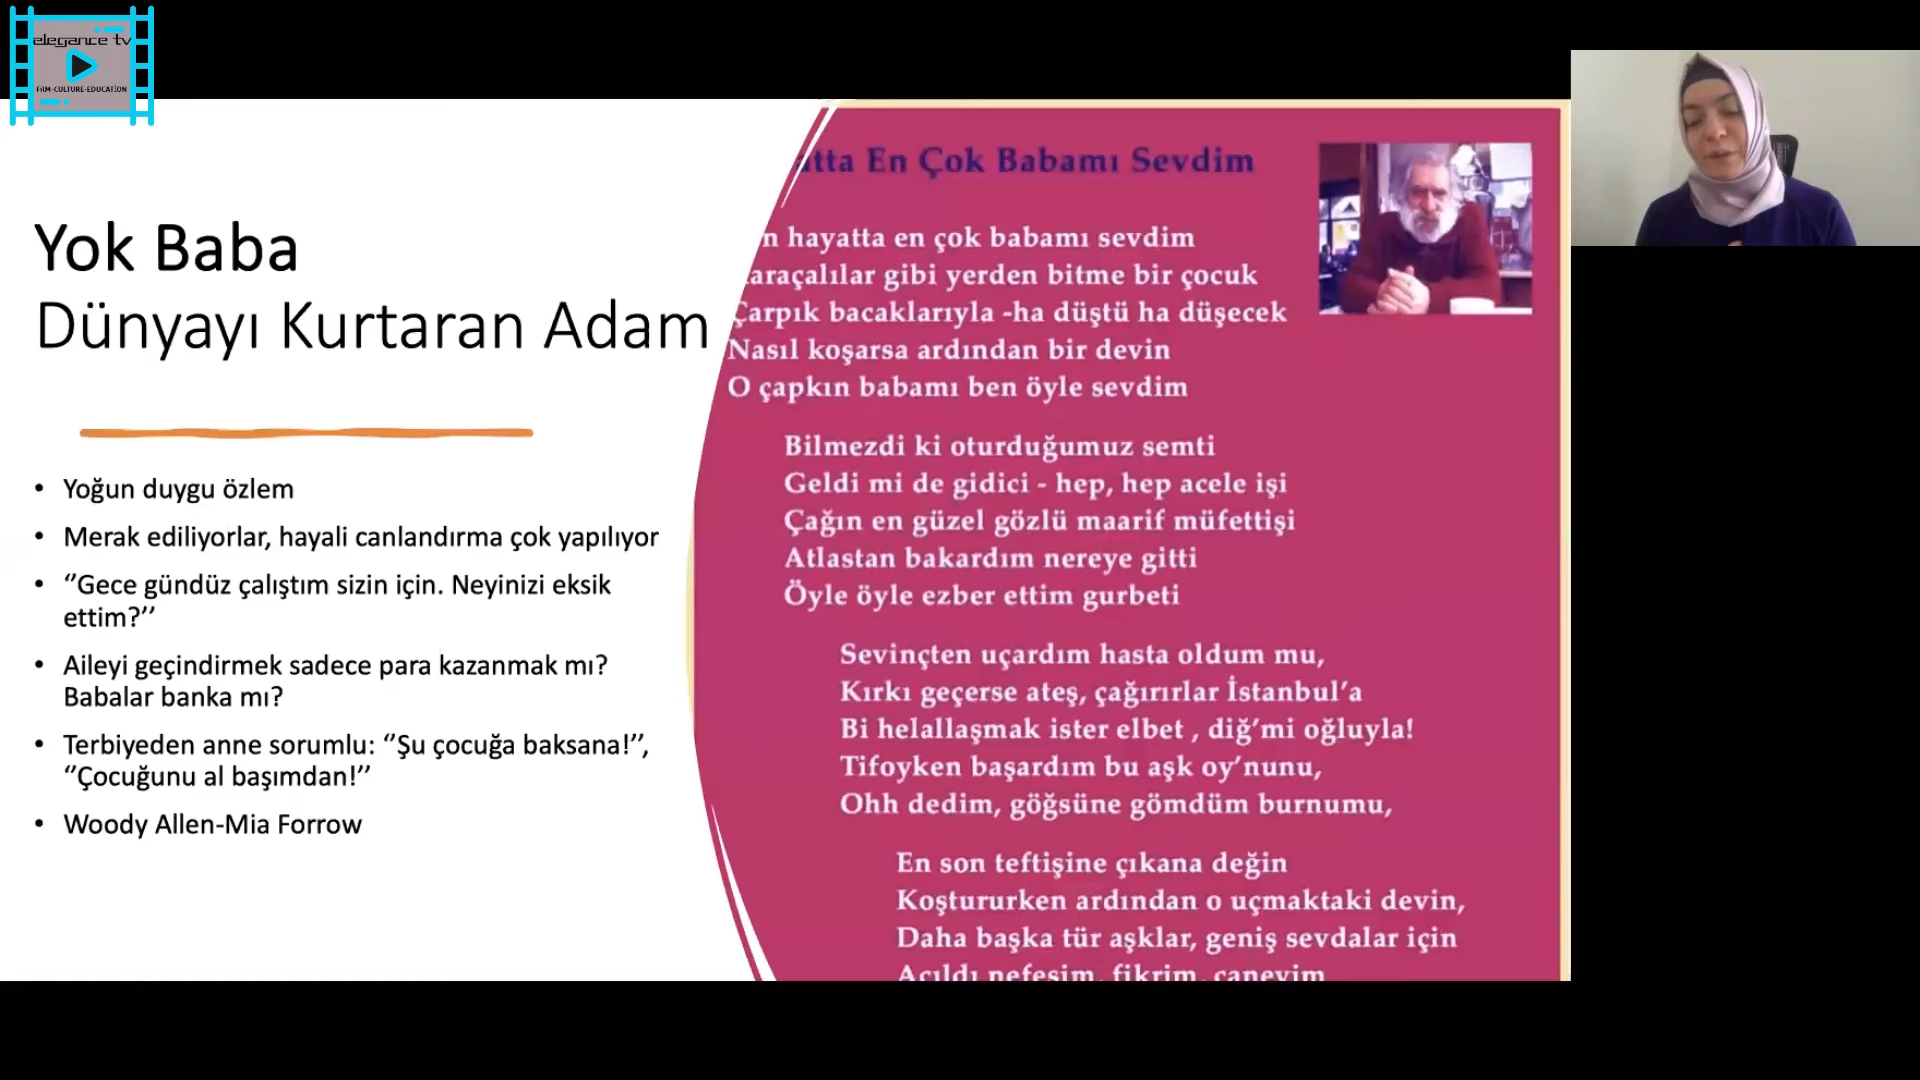 elegance tv
FILM-CULTURE-EDUCATION
Yok Baba
Dünyayı Kurtaran Adam
• Yoğun duygu özlem
• Merak ediliyorlar, hayali canlandırma çok yapılıyor
• ‘’Gece gündüz çalıştım sizin için. Neyinizi eksik
ettim?’’
• Aileyi geçindirmek sadece para kazanmak mı?
Babalar banka mı?
• Terbiyeden anne sorumlu: ‘’Şu çocuğa baksana!’’,
‘’Çocuğunu al başımdan!’’
• Woody Allen-Mia Forrow
En Çok Babamı Sevdim
hayatta en çok babamı sevdim
gibi yerden bitme bir çocuk
Çarpık bacaklarıyla -ha düştü ha düşecek
Nasıl koşarsa ardından bir devin
O çapkın babamı ben öyle sevdim
Bilmezdi ki oturduğumuz semti
Geldi mi de gidici - hep, hep acele işi
Çağın en güzel gözlü maarif müfettişi
Atlastan bakardım nereye gitti
Öyle öyle ezber ettim gurbeti
Sevinçten uçardım hasta oldum mu,
Kırkı geçerse ateş, çağırırlar İstanbul’a
Bi helallaşmak ister elbet , diğ’mi oğluyla!
Tifoyken başardım bu aşk oy’nunu,
Ohh dedim, göğsüne gömdüm burnumu,
En son teftişine çıkana değin
Koştururken ardından o uçmaktaki devin,
Daha başka tür aşklar, geniş sevdalar için
Açıldı nefesim, fikrim, canevim